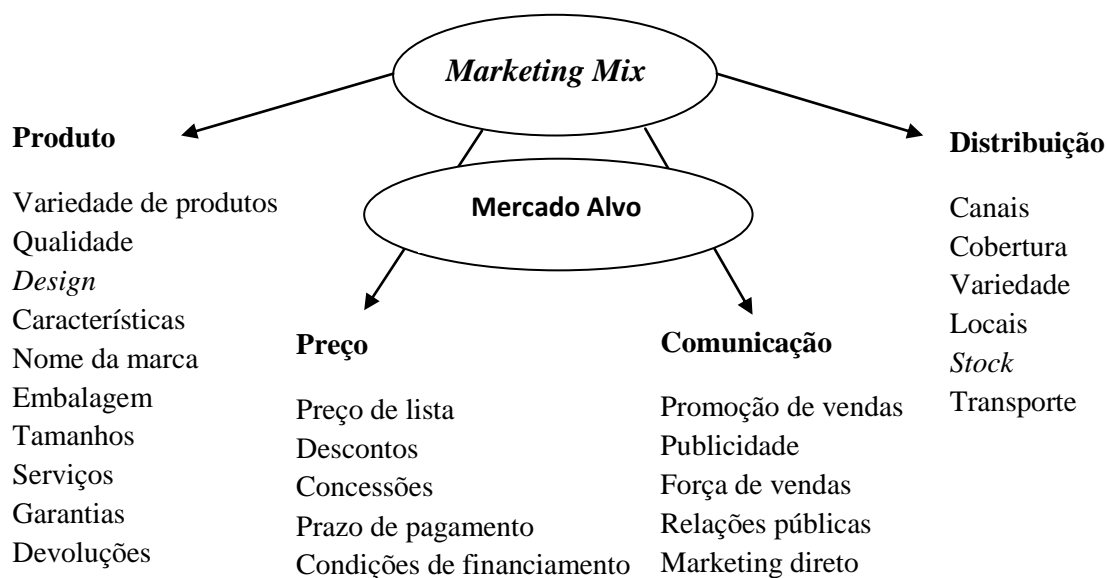 Marketing Mix
Mercado Alvo
Produto
Variedade de produtos
Qualidade
Design
Características
Nome da marca
Embalagem
Tamanhos
Serviços
Garantias
Devoluções
Preço
Preço de lista
Descontos
Concessões
Prazo de pagamento
Condições de financiamento
Comunicação
Promoção de vendas
Publicidade
Força de vendas
Relações públicas
Marketing direto
Distribuição
Canais
Cobertura
Variedade
Locais
Stock
Transporte